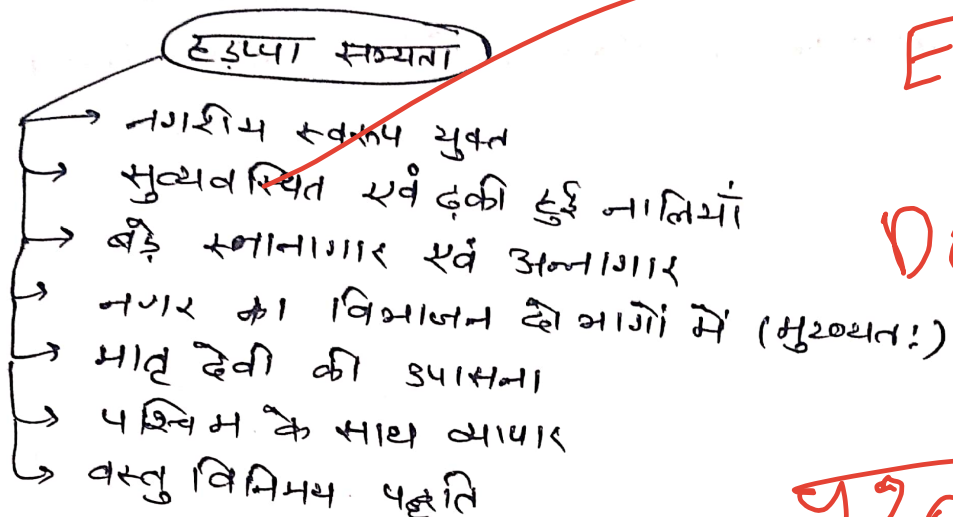 हड़प्पा सभ्यता
नगरीय स्वरूप युक्त
सुव्यवस्थित एवं ढ़की हुई नालियाँ
बड़े स्नानागार एवं अन्नागार
नगर का विभाजन दो भागों में (मुख्यतः)
मातृ देवी की उपासना
पश्चिम के साथ व्यापार
वस्तु विनिमय पद्धति
E
D